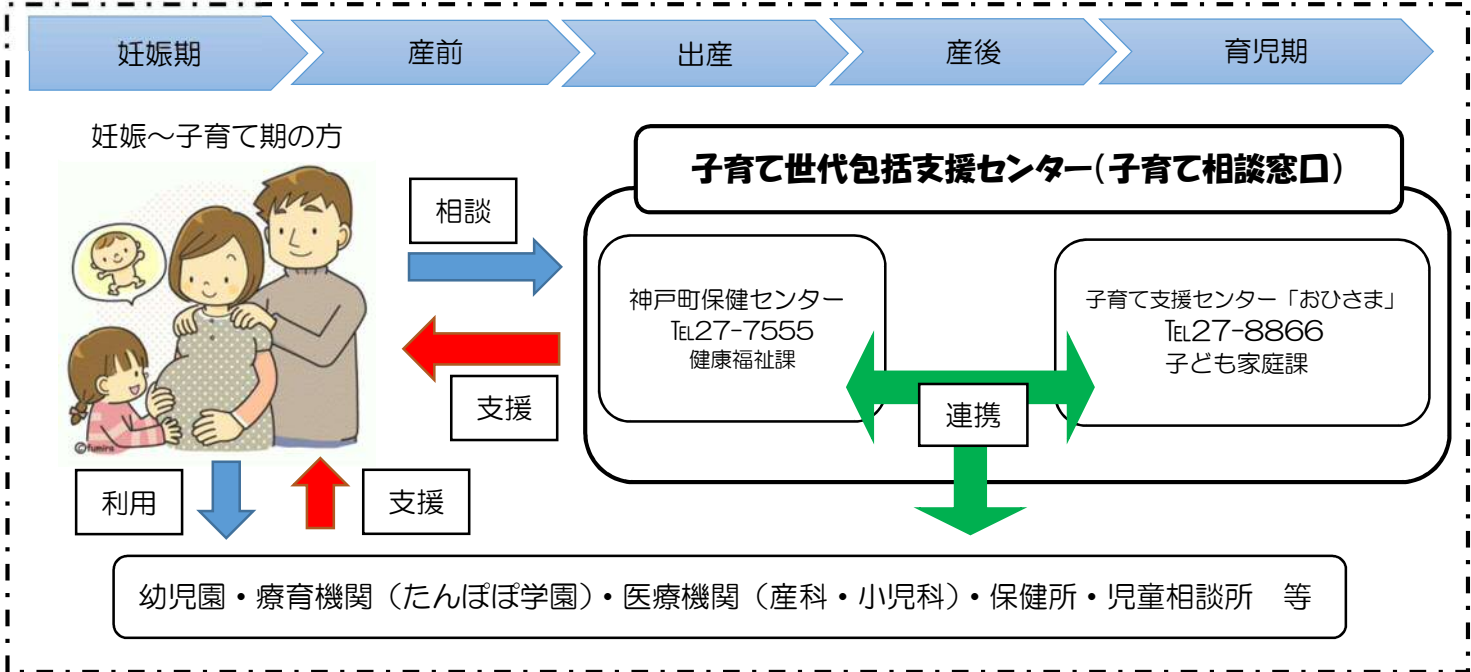 妊娠期
産前
出産
産後
育児期
妊娠～子育て期の方
子育て世代包括支援センター(子育て相談窓口)
相談
神戸町保健センター
℡27-7555
健康福祉課
子育て支援センター「おひさま」
℡27-8866
子ども家庭課
支援
連携
©fumira
利用
支援
幼児園・療育機関（たんぽぽ学園）・医療機関（産科・小児科）・保健所・児童相談所　等